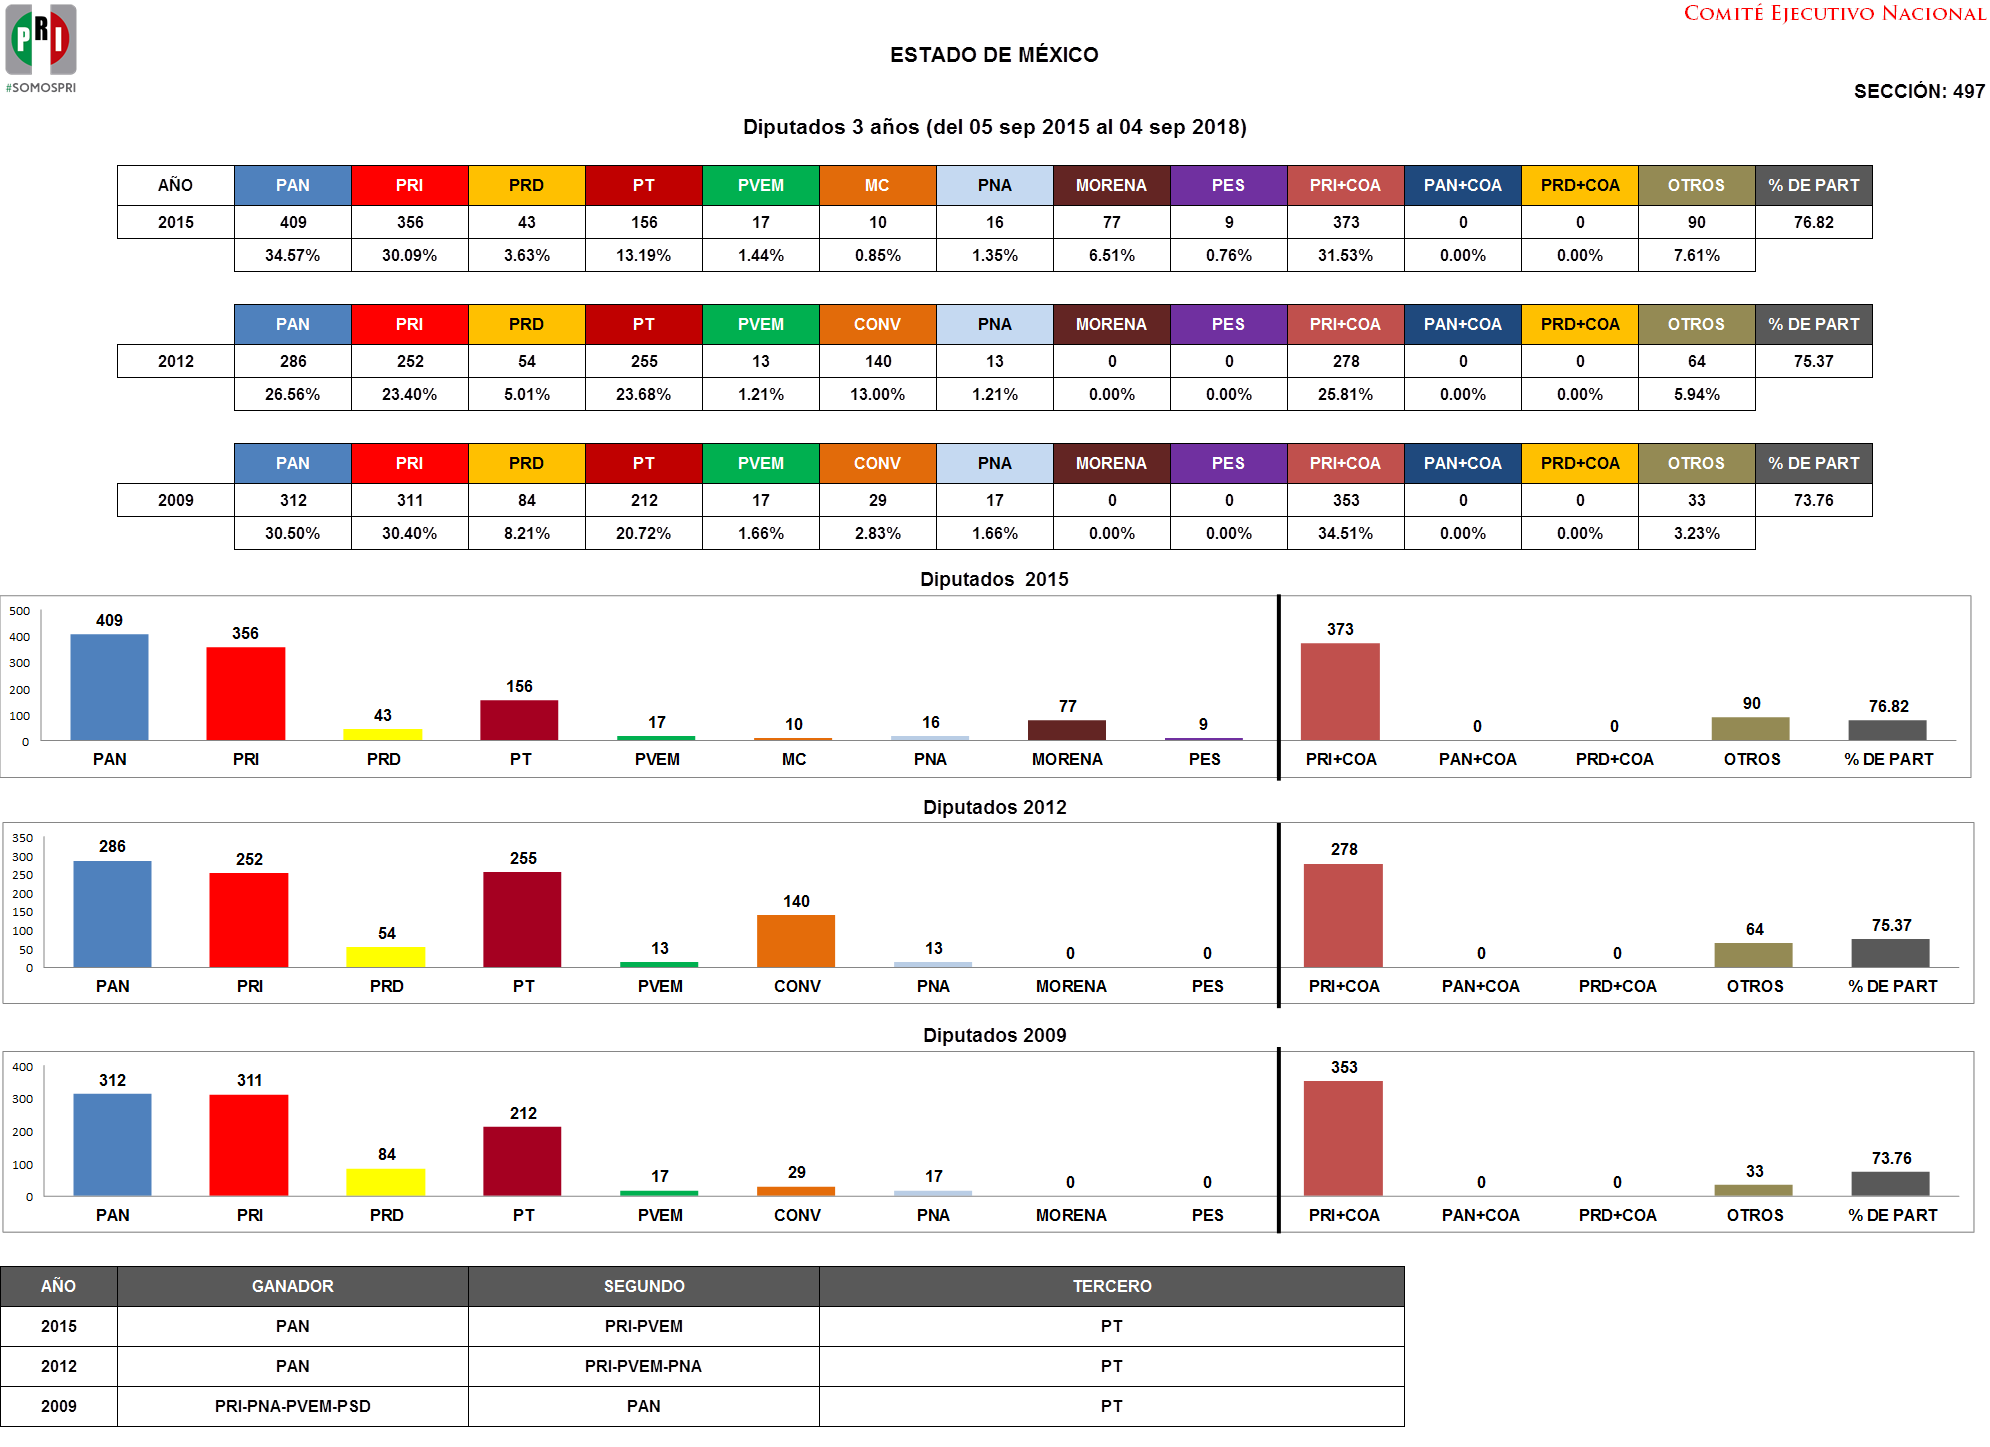 PRI
#SOMOSPRI
COMITÉ EJECUTIVO NACIONAL
ESTADO DE MÉXICO
SECCIÓN: 497
Diputados 3 años (del 05 sep 2015 al 04 sep 2018)
AÑO PAN PRI PRD PT PVEM MC PNA MORENA PES PRI+COA PAN+COA PRD+COA OTROS % DE PART
2015 409 356 43 156 17 10 16 77 9 373 0 0 90 76.82
34.57% 30.09% 3.63% 13.19% 1.44% 0.85% 1.35% 6.51% 0.76% 31.53% 0.00% 0.00% 7.61%
PAN PRI PRD PT PVEM CONV PNA MORENA PES PRI+COA PAN+COA PRD+COA OTROS % DE PART
2012 286 252 54 255 13 140 13 0 0 278 0 0 64 75.37
26.56% 23.40% 5.01% 23.68% 1.21% 13.00% 1.21% 0.00% 0.00% 25.81% 0.00% 0.00% 5.94%
PAN PRI PRD PT PVEM CONV PNA MORENA PES PRI+COA PAN+COA PRD+COA OTROS % DE PART
2009 312 311 84 212 17 29 17 0 0 353 0 0 33 73.76
30.50% 30.40% 8.21% 20.72% 1.66% 2.83% 1.66% 0.00% 0.00% 34.51% 0.00% 0.00% 3.23%
Diputados 2015
500
400
300
200
100
0
409 356 43 156 17 10 16 77 9 373 0 0 90 76.82
PAN PRI PRD PT PVEM MC PNA MORENA PES PRI+COA PAN+COA PRD+COA OTROS % DE PART
Diputados 2012
350
300
250
200
150
100
50
0
286 252 54 255 13 140 13 0 0 278 0 0 64 75.37
PAN PRI PRD PT PVEM CONV PNA MORENA PES PRI+COA PAN+COA PRD+COA OTROS % DE PART
Diputados 2009
400
300
200
100
0
312 311 84 212 17 29 17 0 0 353 0 0 33 73.76
PAN PRI PRD PT PVEM CONV PNA MORENA PES PRI+COA PAN+COA PRD+COA OTROS % DE PART
AÑO GANADOR SEGUNDO TERCERO
2015 PAN PRI-PVEM PT
2012 PAN PRI-PVEM-PNA PT
2009 PRI-PNA-PVEM-PSD PAN PT